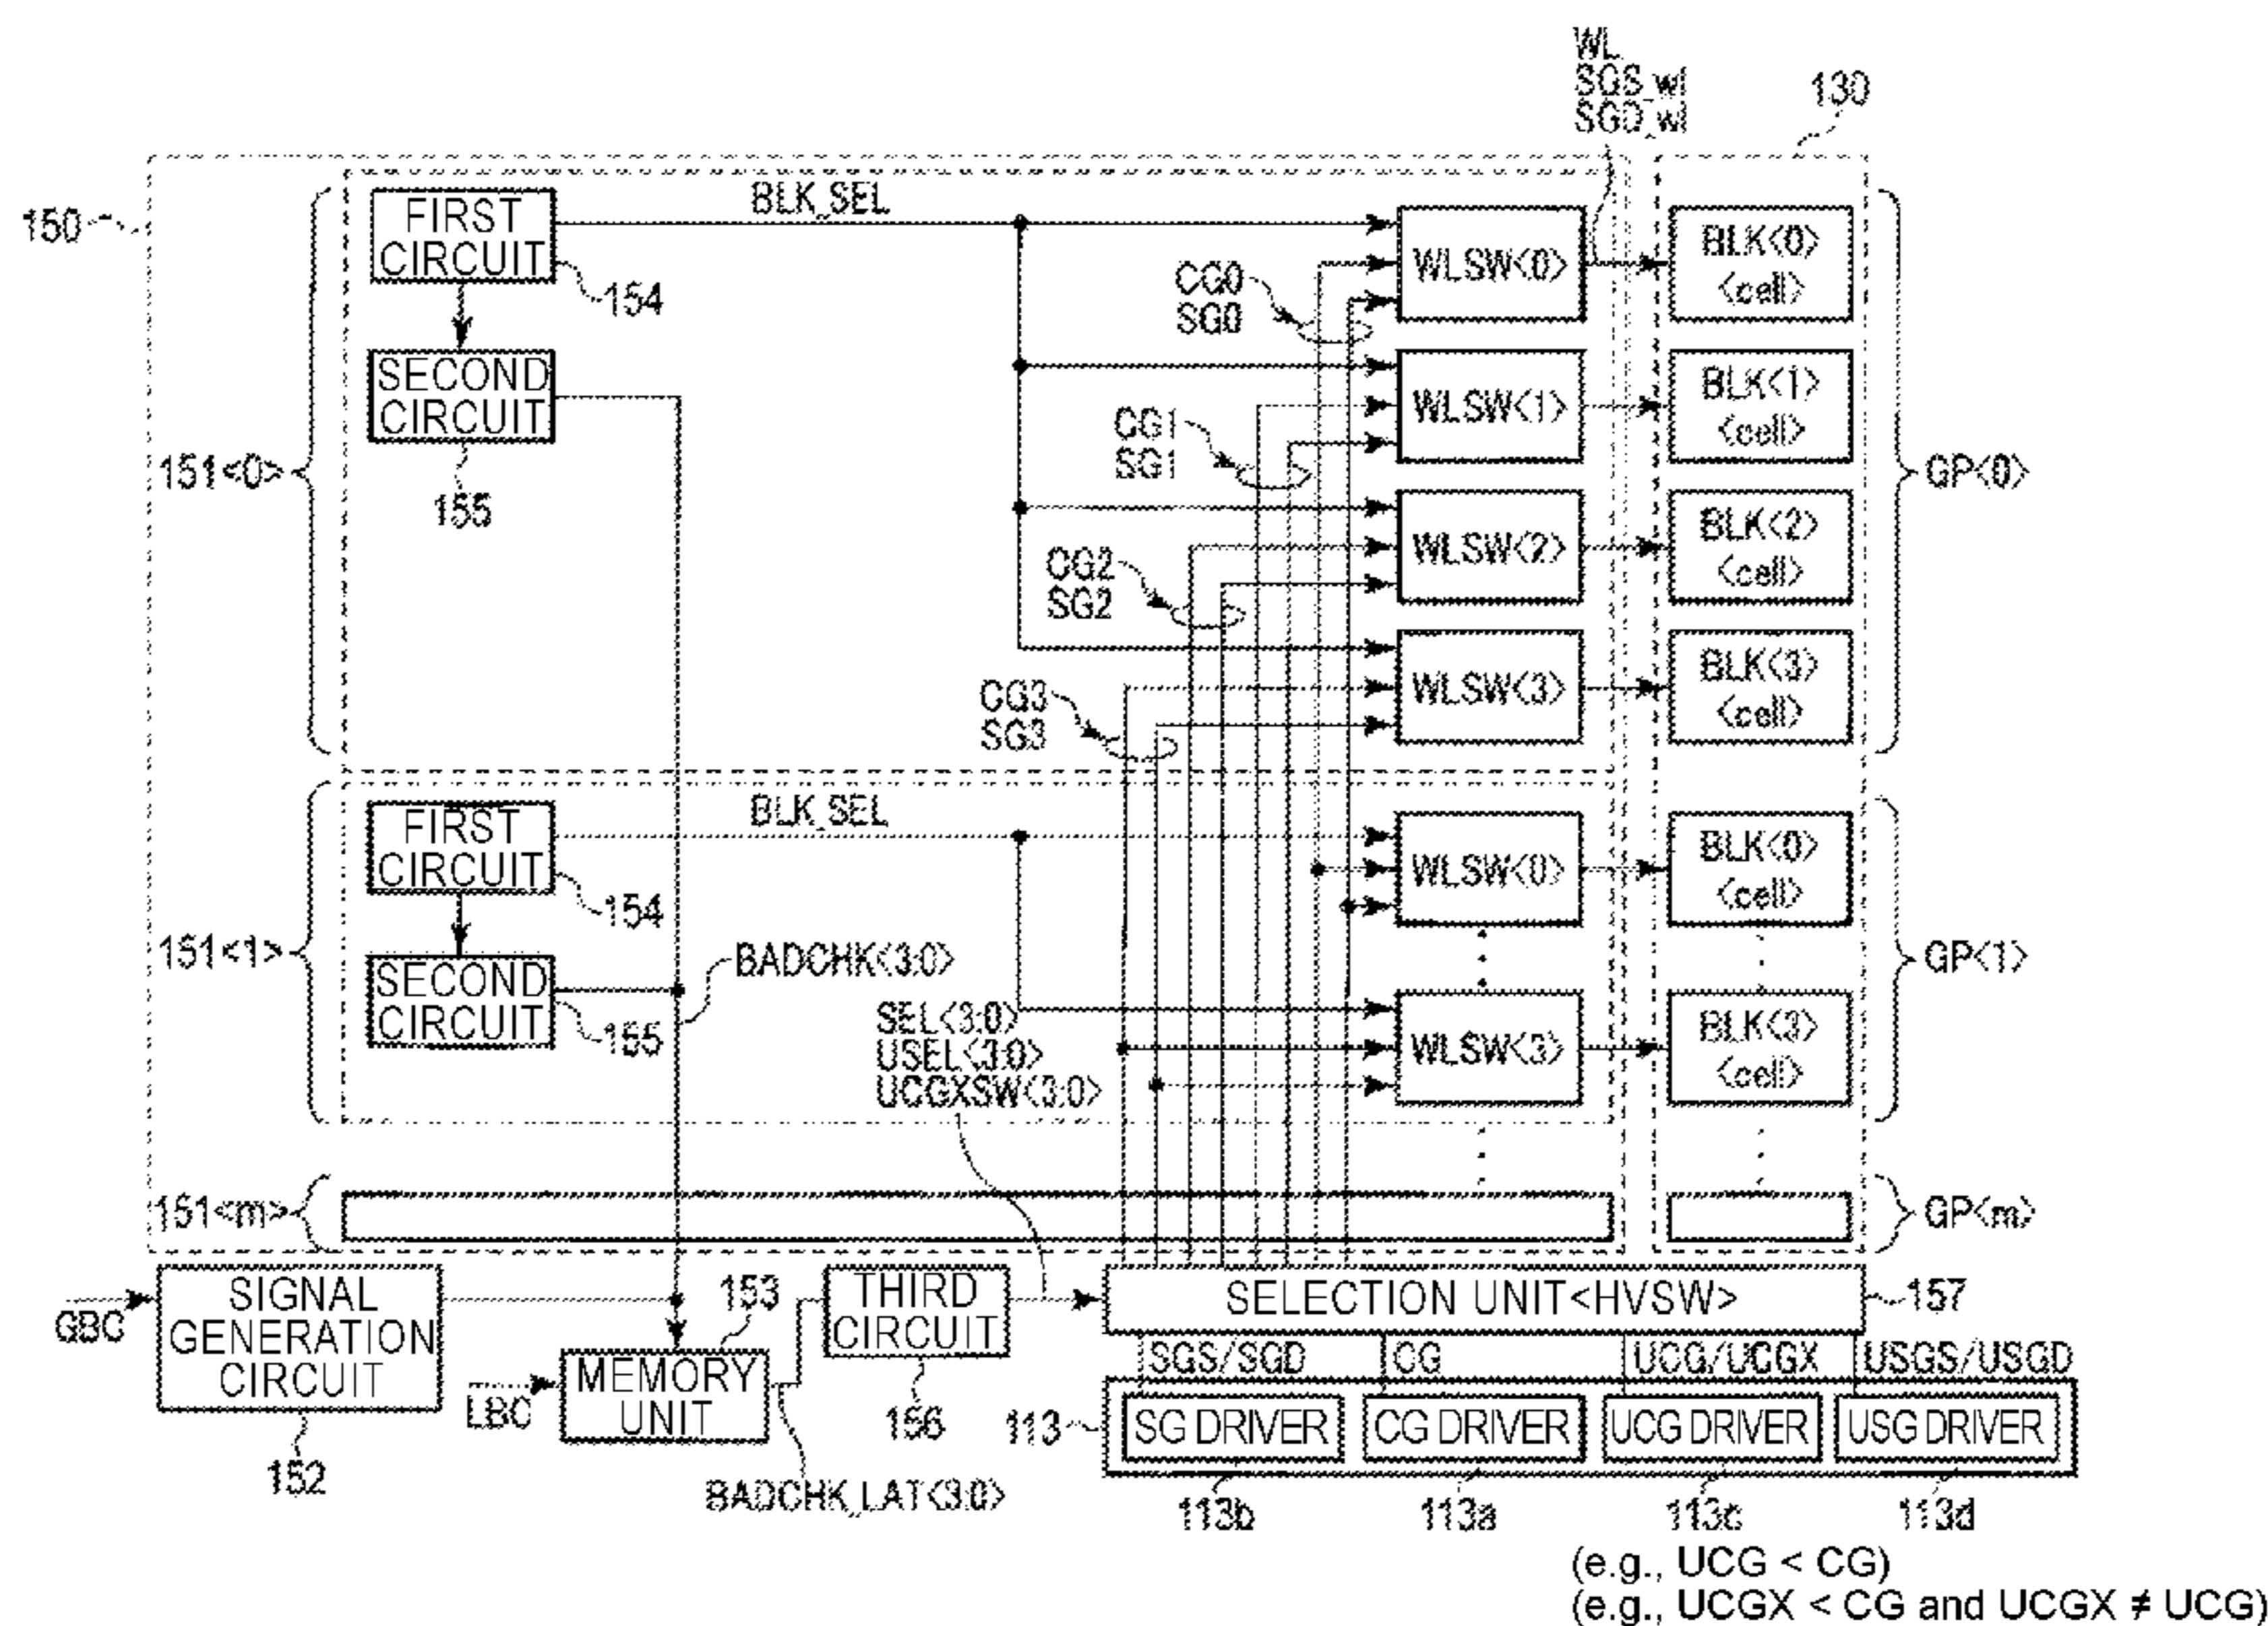 WL
SGS_wl
SGD_wl
130
150
FIRST
CIRCUIT
BLK_SEL
154
SECOND
CIRCUIT
155
151<0>
CG0
SG0
CG1
SG1
CG2
SG2
CG3
SG3
WLSW<0>
WLSW<1>
WLSW<2>
WLSW<3>
BLK<0>
<cell>
BLK<1>
<cell>
BLK<2>
<cell>
BLK<3>
<cell>
GP<0>
FIRST
CIRCUIT
BLK_SEL
154
151<1>
SECOND
CIRCUIT
155
BADCHK<3:0>
SEL<3:0>
USEL<3:0>
UCGXSW<3:0>
WLSW<0>
WLSW<3>
BLK<0>
<cell>
BLK<3>
<cell>
GP<1>
151<m>
GP<m>
GBC
SIGNAL
GENERATION
CIRCUIT
152
153
LBC
MEMORY
UNIT
BADCHK_LAT<3:0>
THIRD
CIRCUIT
156
SELECTION UNIT<HVSW>
157
SGS/SGD
CG
UCG/UCGX
USGS/USGD
113
SG DRIVER
CG DRIVER
UCG DRIVER
USG DRIVER
113b
113a
113c
113d
(e.g., UCG < CG)
(e.g., UCGX < CG and UCGX ≠ UCG)